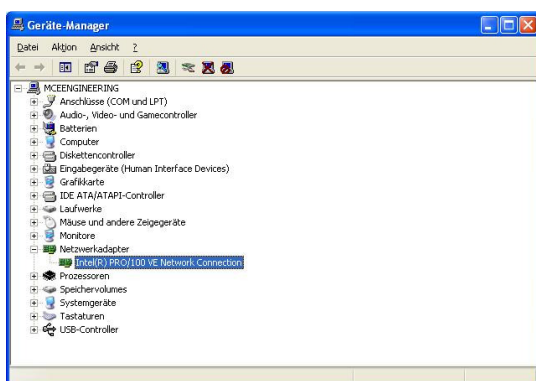 Geräte-Manager
Datei Aktion Ansicht ?
MCEENGINEERING
Anschlüsse (COM und LPT)
Audio-, Video- und Gamecontroller
Batterien
Computer
Diskettencontroller
Eingabegeräte (Human Interface Devices)
Grafikkarte
IDE ATA/ATAPI-Controller
Laufwerke
Mäuse und andere Zeigegeräte
Monitore
Netzwerkadapter
Intel(R) PRO/100 VE Network Connection
Prozessoren
Speichervolumes
Systemgeräte
Tastaturen
USB-Controller